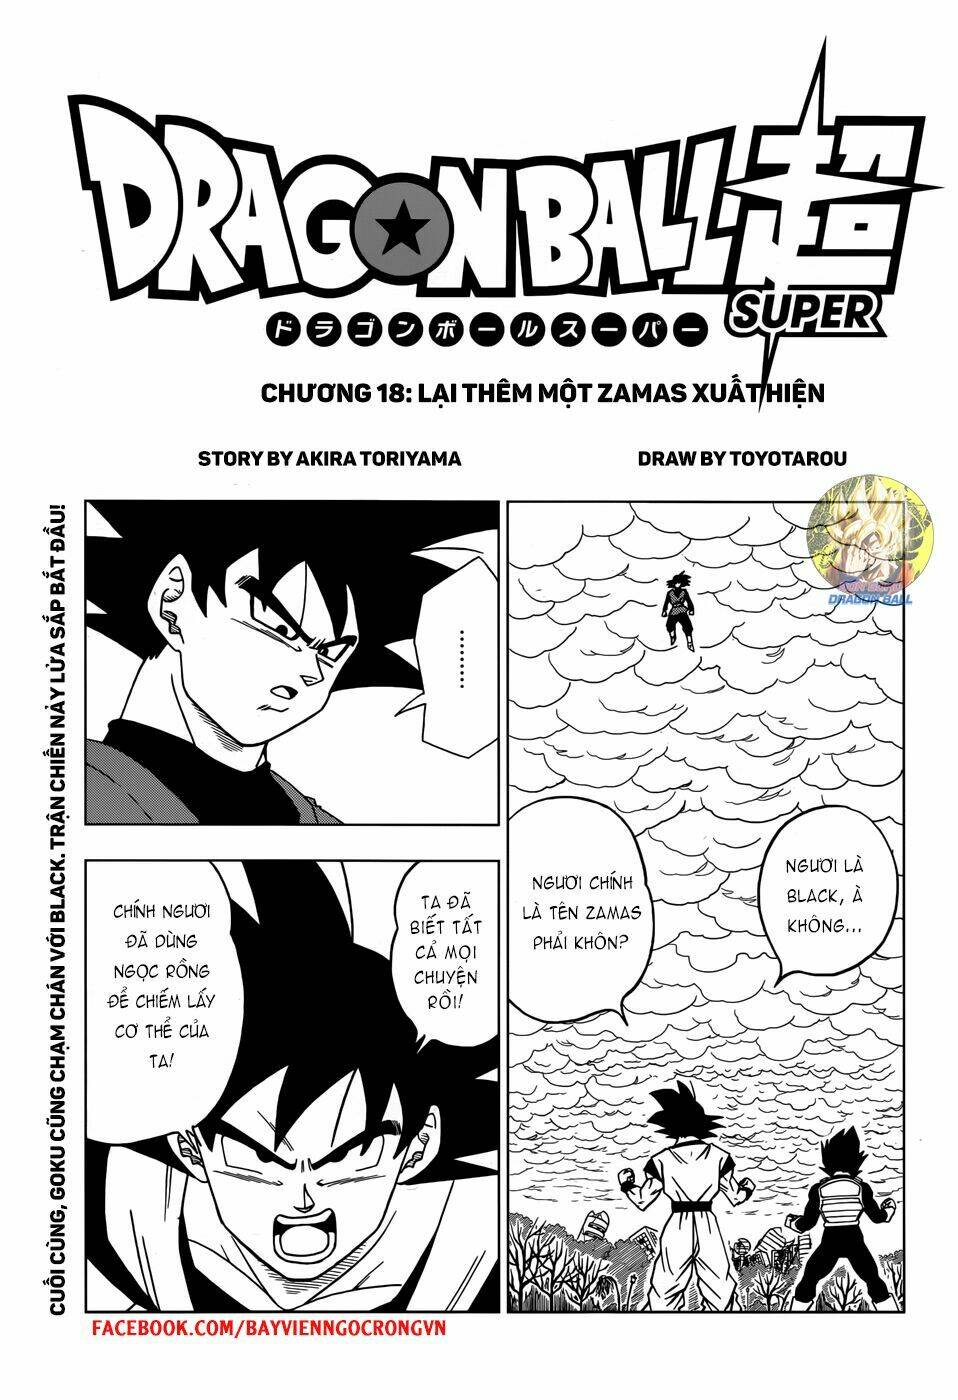 DRAGON BALL超
SUPER
ドラゴンボールスーパー
CHƯƠNG 18: LẠI THÊM MỘT ZAMAS XUẤT HIỆN
STORY BY AKIRA TORIYAMA
DRAW BY TOYOTAROU
CUỐI CÙNG, GOKU CŨNG CHẠM CHÁN VỚI BLACK. TRẬN CHIẾN NẢY LỬA SẮP BẮT ĐẦU!
DRAGON BALL
NGƯƠI LÀ
BLACK, À
KHÔNG...
NGƯƠI CHÍNH
LÀ TÊN ZAMAS
PHẢI KHÔN?
.........
TA ĐÃ
BIẾT TẤT
CẢ MỌI
CHUYỆN
RỒI!
CHÍNH NGƯƠI
ĐÃ DÙNG
NGỌC RỒNG
ĐỂ CHIẾM LẤY
CƠ THỂ CỦA
TA!
FACEBOOK.COM/BAYVIENNGOCRONGVN